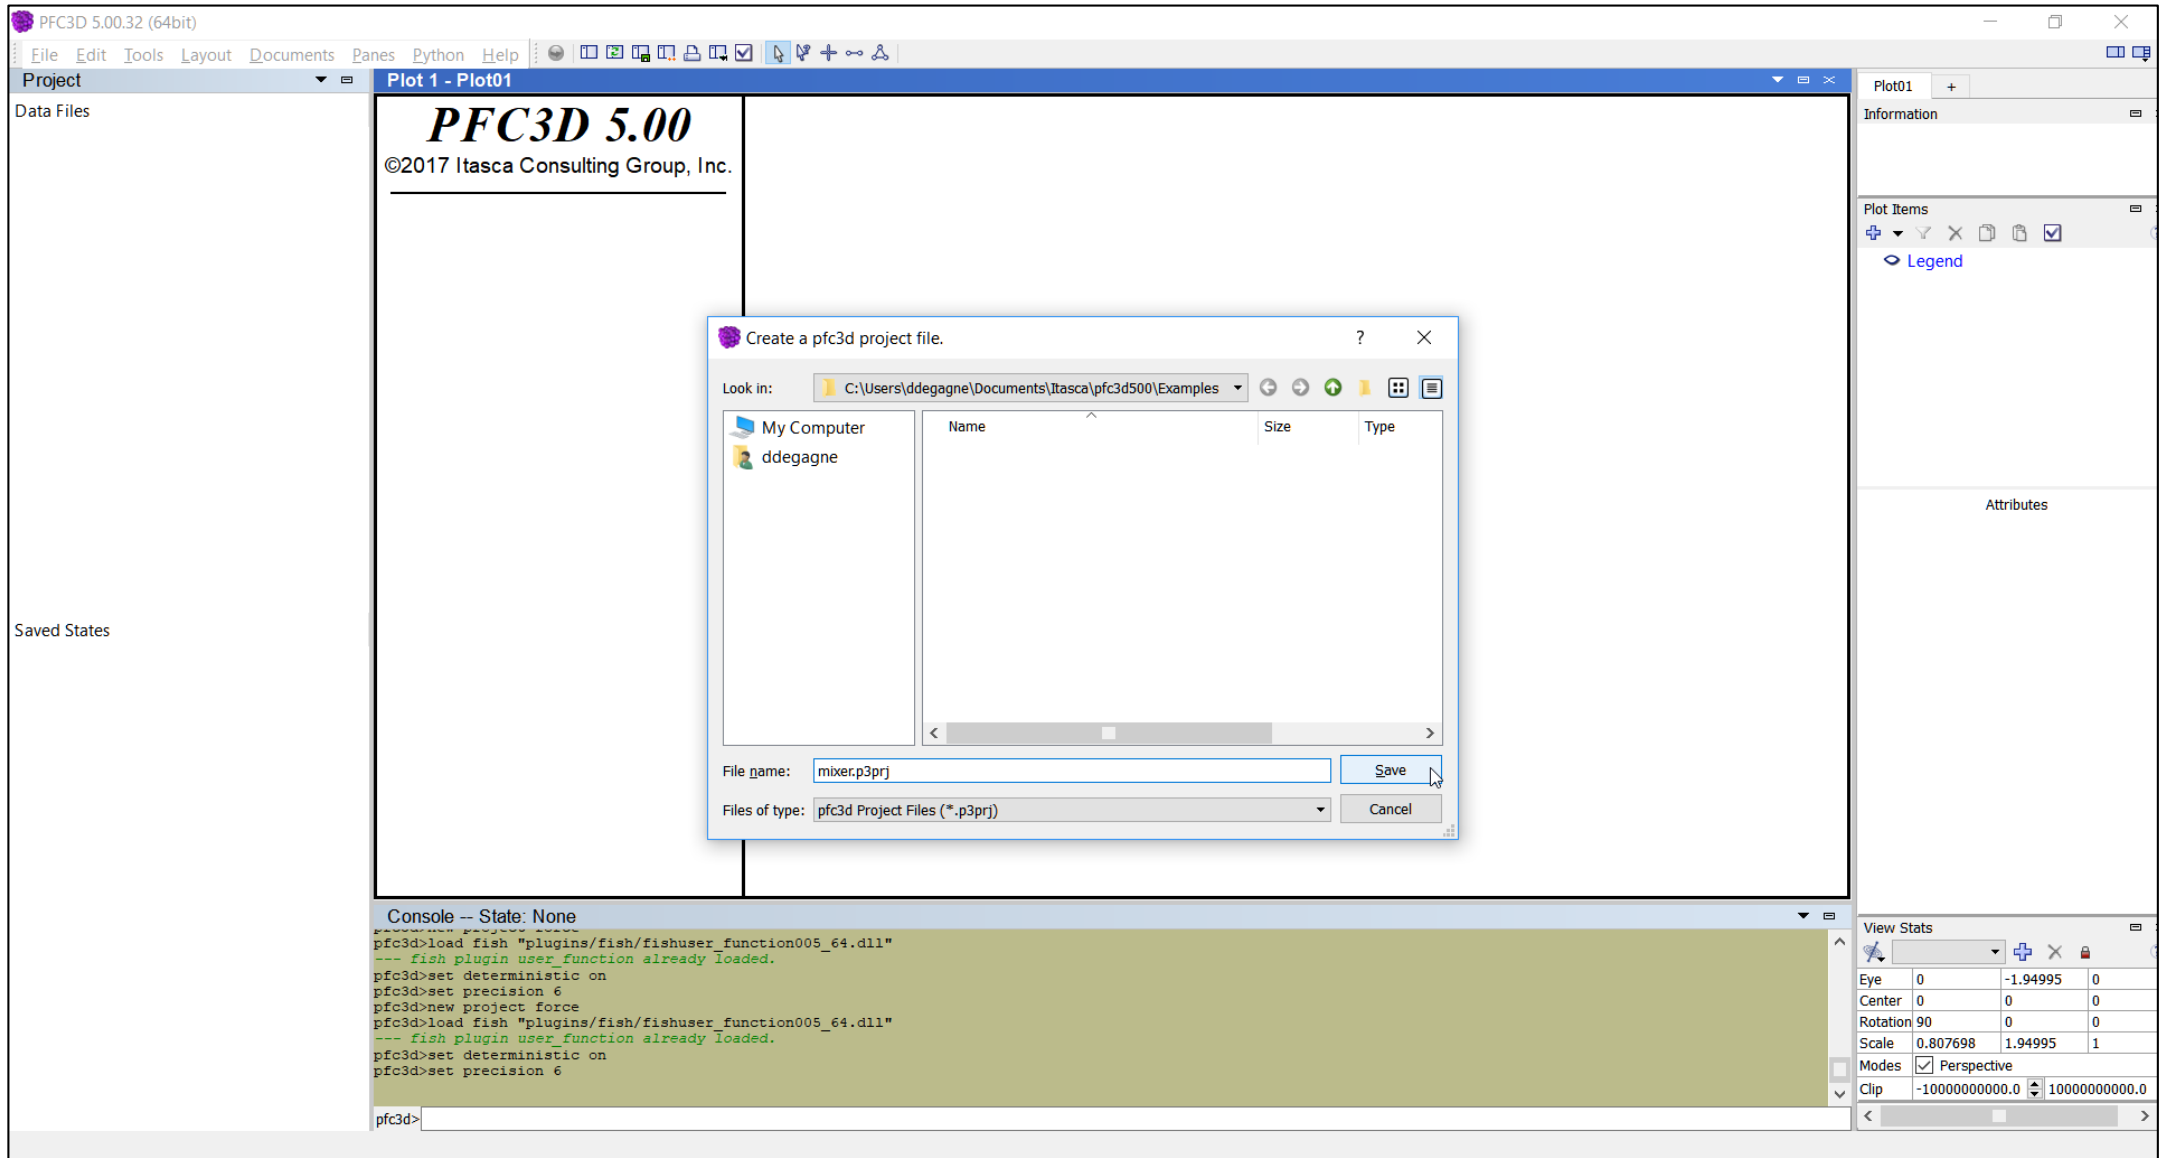 PFC3D 5.00.32 (64bit)
File Edit Tools Layout Documents Panes Python Help
Project
Data Files
Saved States
Plot 1 - Plot01
PFC3D 5.00
©2017 Itasca Consulting Group, Inc.
Create a pfc3d project file.
?
Look in: C:\Users\ddegagne\Documents\Itasca\pfc3d500\Examples
My Computer
ddegagne
Name Size Type
File name: mixer.p3prj Save
Files of type: pfc3d Project Files (*.p3prj) Cancel
Console -- State: None
pfc3d>new project force
pfc3d>load fish "plugins/fish/fishuser_function005_64.dll"
--- fish plugin user_function already loaded.
pfc3d>set deterministic on
pfc3d>set precision 6
pfc3d>new project force
pfc3d>load fish "plugins/fish/fishuser_function005_64.dll"
--- fish plugin user_function already loaded.
pfc3d>set deterministic on
pfc3d>set precision 6
pfc3d>
Plot01 +
Information
Plot Items
Legend
Attributes
View Stats
Eye 0 -1.94995 0
Center 0 0 0
Rotation 90 0 0
Scale 0.807698 1.94995 1
Modes Perspective
Clip -10000000000.0 10000000000.0